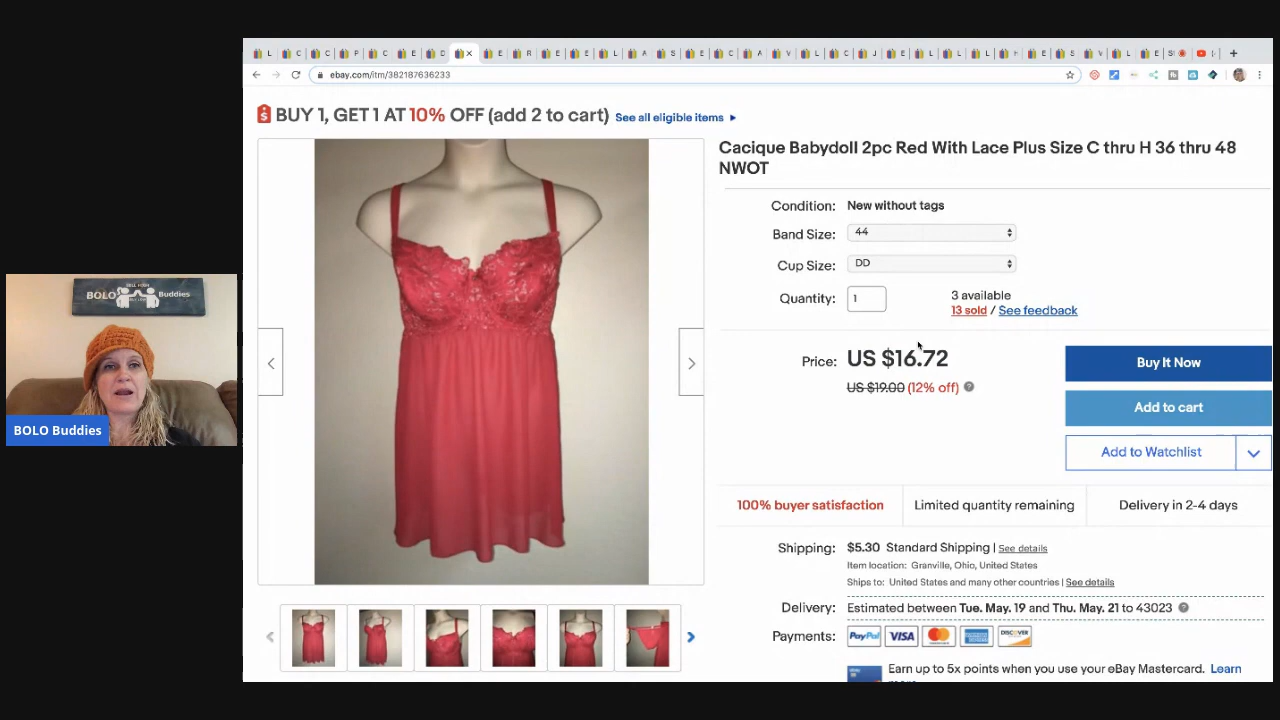 ebay.com/itm/382187636233
BUY 1, GET 1 AT 10% OFF (add 2 to cart) See all eligible items
Cacique Babydoll 2pc Red With Lace Plus Size C thru H 36 thru 48
NWOT
Condition: New without tags
Band Size: 44
Cup Size: DD
Quantity: 1
3 available
13 sold / See feedback
Price: US $16.72
US $19.00 (12% off)
Buy It Now
Add to cart
Add to Watchlist
100% buyer satisfaction
Limited quantity remaining
Delivery in 2-4 days
Shipping: $5.30 Standard Shipping | See details
Item location: Granville, Ohio, United States
Ships to: United States and many other countries | See details
Delivery: Estimated between Tue. May. 19 and Thu. May. 21 to 43023
Payments: PayPal VISA DISCOVER
Earn up to 5x points when you use your eBay Mastercard. Learn
BOLO Buddies
BOLO Buddies